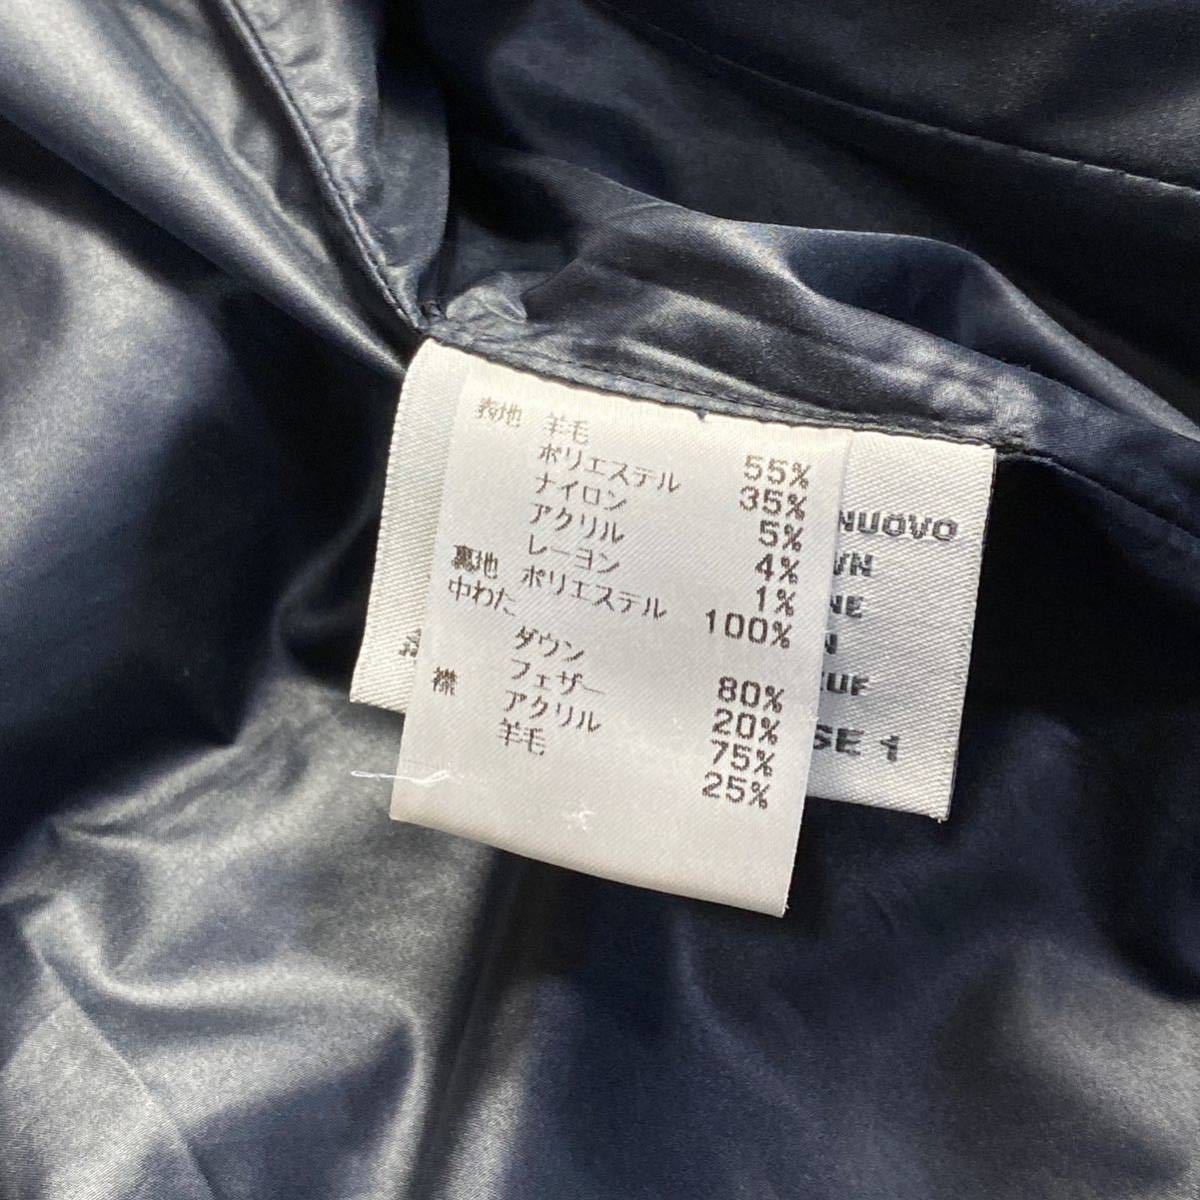 表地 羊毛 55%
ポリエステル 35%
ナイロン 5%
アクリル 4%
レーヨン 1%
裏地 ポリエステル 100%
中わた
ダウン 80%
フェザー 20%
襟 アクリル 75%
羊毛 25%
NUOVO